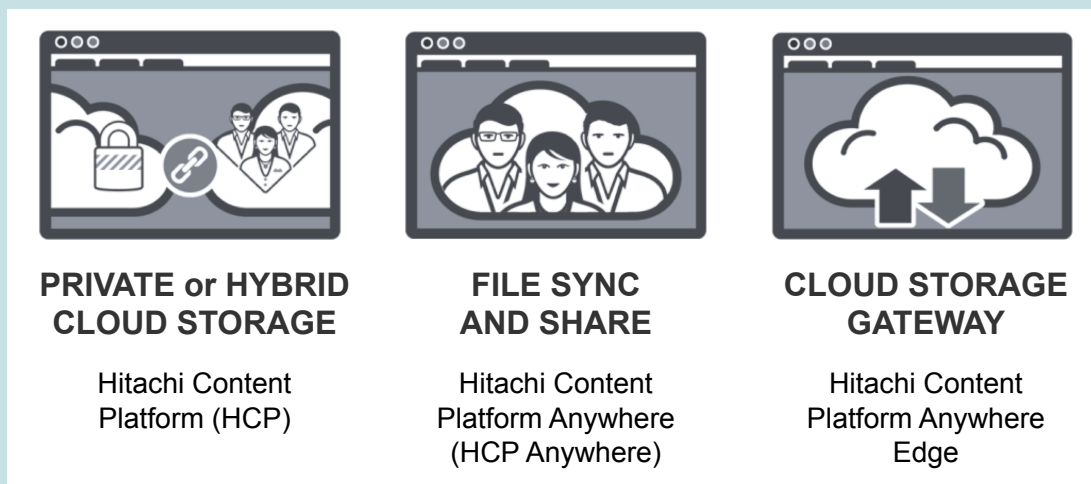 PRIVATE or HYBRID
CLOUD STORAGE
Hitachi Content
Platform (HCP)
FILE SYNC
AND SHARE
Hitachi Content
Platform Anywhere
(HCP Anywhere)
CLOUD STORAGE
GATEWAY
Hitachi Content
Platform Anywhere
Edge